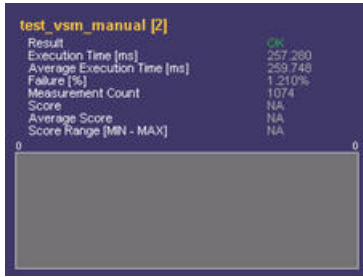 test_vsm_manual [2]
Result OK
Execution Time [ms] 257.280
Average Execution Time [ms] 259.748
Failure [%] 1.210%
Measurement Count 1074
Score NA
Average Score NA
Score Range [MIN - MAX] NA
0 0